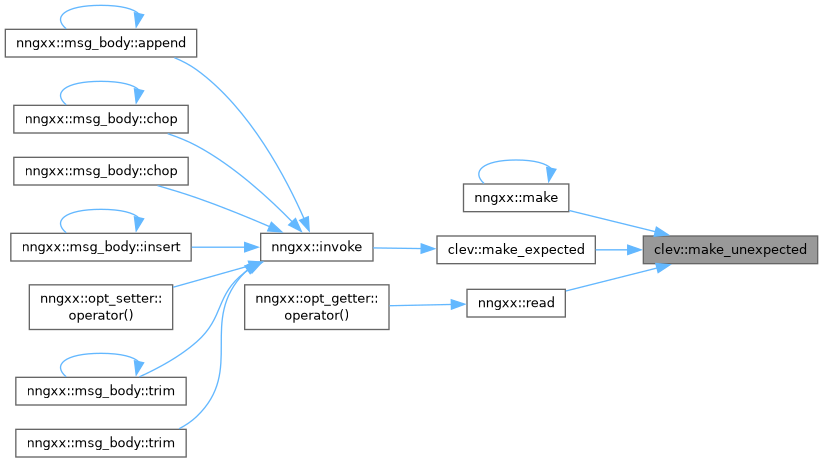 nngxx::msg_body::append
nngxx::msg_body::chop
nngxx::msg_body::chop
nngxx::msg_body::insert
nngxx::opt_setter::
operator()
nngxx::msg_body::trim
nngxx::msg_body::trim
nngxx::invoke
nngxx::opt_getter::
operator()
nngxx::make
clev::make_expected
nngxx::read
clev::make_unexpected